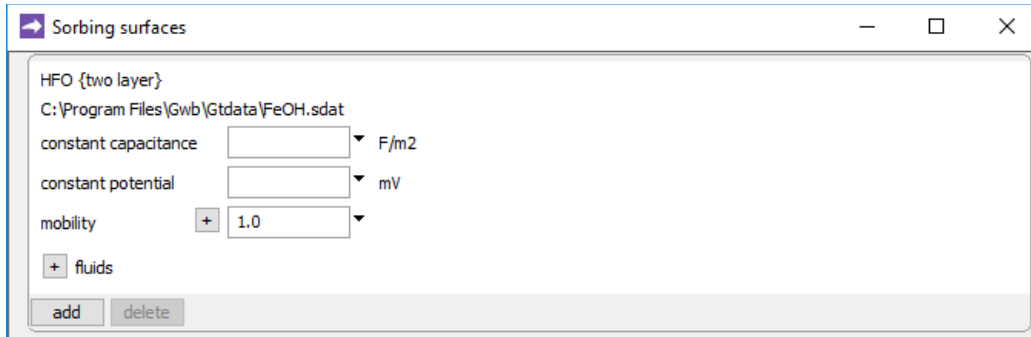 Sorbing surfaces
HFO {two layer}
C:\Program Files\Gwb\Gtdata\FeOH.sdat
constant capacitance F/m2
constant potential mV
mobility + 1.0
+ fluids
add delete